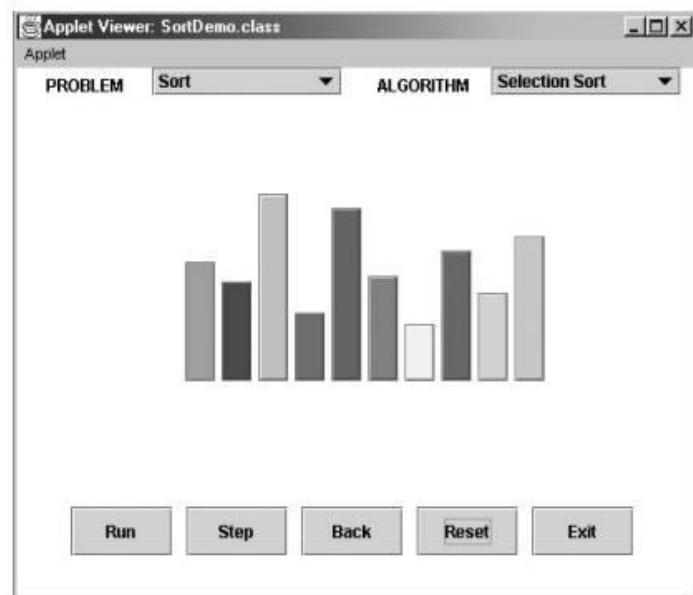 Applet Viewer: SortDemo.class
Applet
PROBLEM Sort ALGORITHM Selection Sort
Run Step Back Reset Exit